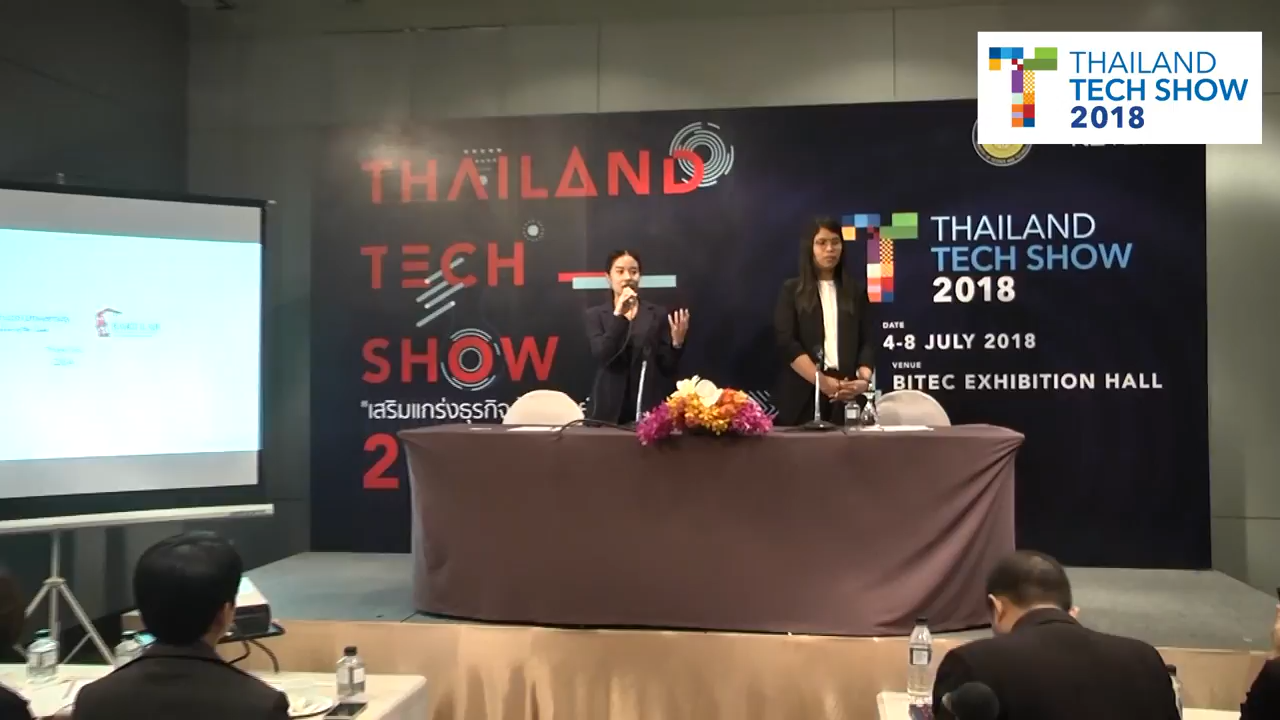 THAILAND
TECH SHOW
2018
THAILAND
TECH
SHOW
"เสริมแกร่งธุรกิจ
2
THAILAND
TECH SHOW
2018
DATE
4-8 JULY 2018
VENUE
BITEC EXHIBITION HALL